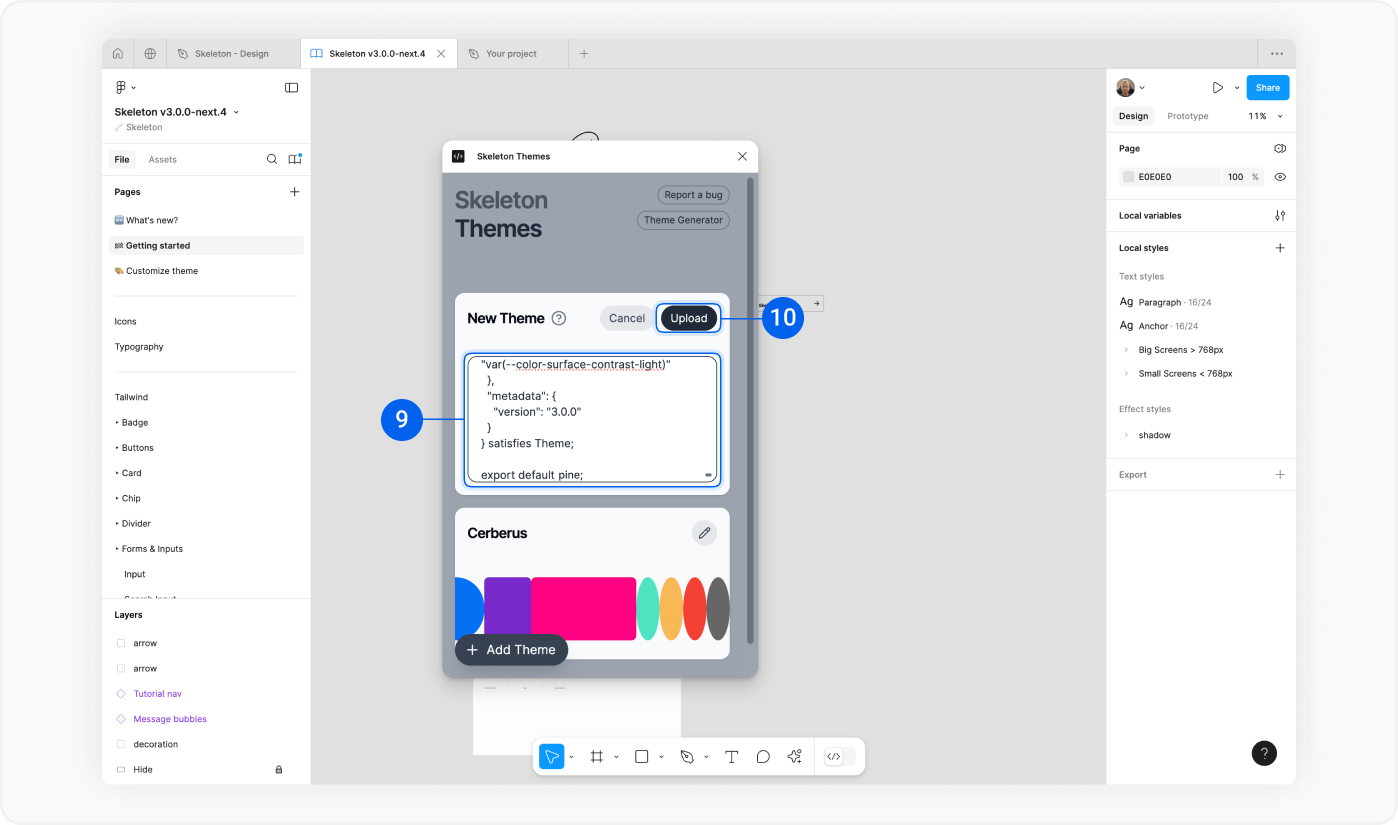 Skeleton - Design
Skeleton v3.0.0-next.4
Your project
Skeleton v3.0.0-next.4
Skeleton
File
Assets
Pages
What's new?
Getting started
Customize theme
Icons
Typography
Tailwind
Badge
Buttons
Card
Chip
Divider
Forms & Inputs
Input
Layers
arrow
arrow
Tutorial nav
Message bubbles
decoration
Hide
</> Skeleton Themes
Skeleton
Themes
Report a bug
Theme Generator
New Theme ?
Cancel
Upload
10
9
"var(--color-surface-contrast-light)"
},
"metadata": {
"version": "3.0.0"
}
} satisfies Theme;
export default pine;
Cerberus
+ Add Theme
</>
Share
Design
Prototype
11%
Page
E0E0E0
100
%
Local variables
Local styles
Text styles
Ag Paragraph · 16/24
Ag Anchor · 16/24
Big Screens > 768px
Small Screens < 768px
Effect styles
shadow
Export
?